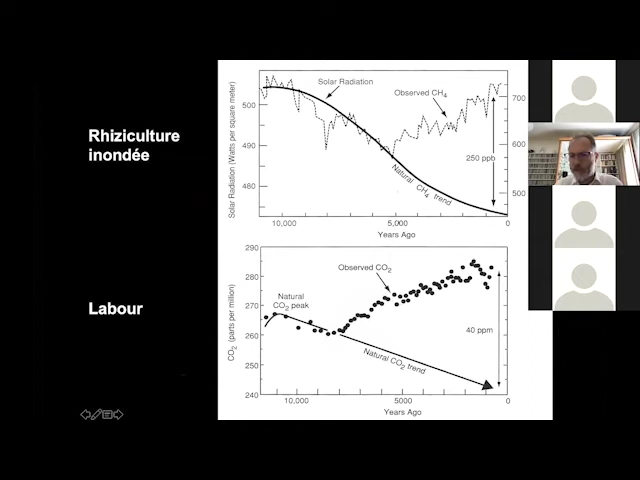 Rhiziculture
inondée
Solar Radiation (Watts per square meter)
500
490
480
Solar Radiation
Observed CH4
Natural CH4 trend
250 ppb
700
650
600
550
500
450
10,000
5,000
0
Years Ago
Labour
CO2 (parts per million)
290
280
270
260
250
240
Observed CO2
Natural
CO2 peak
Natural CO2 trend
40 ppm
10,000
5000
0
Years Ago